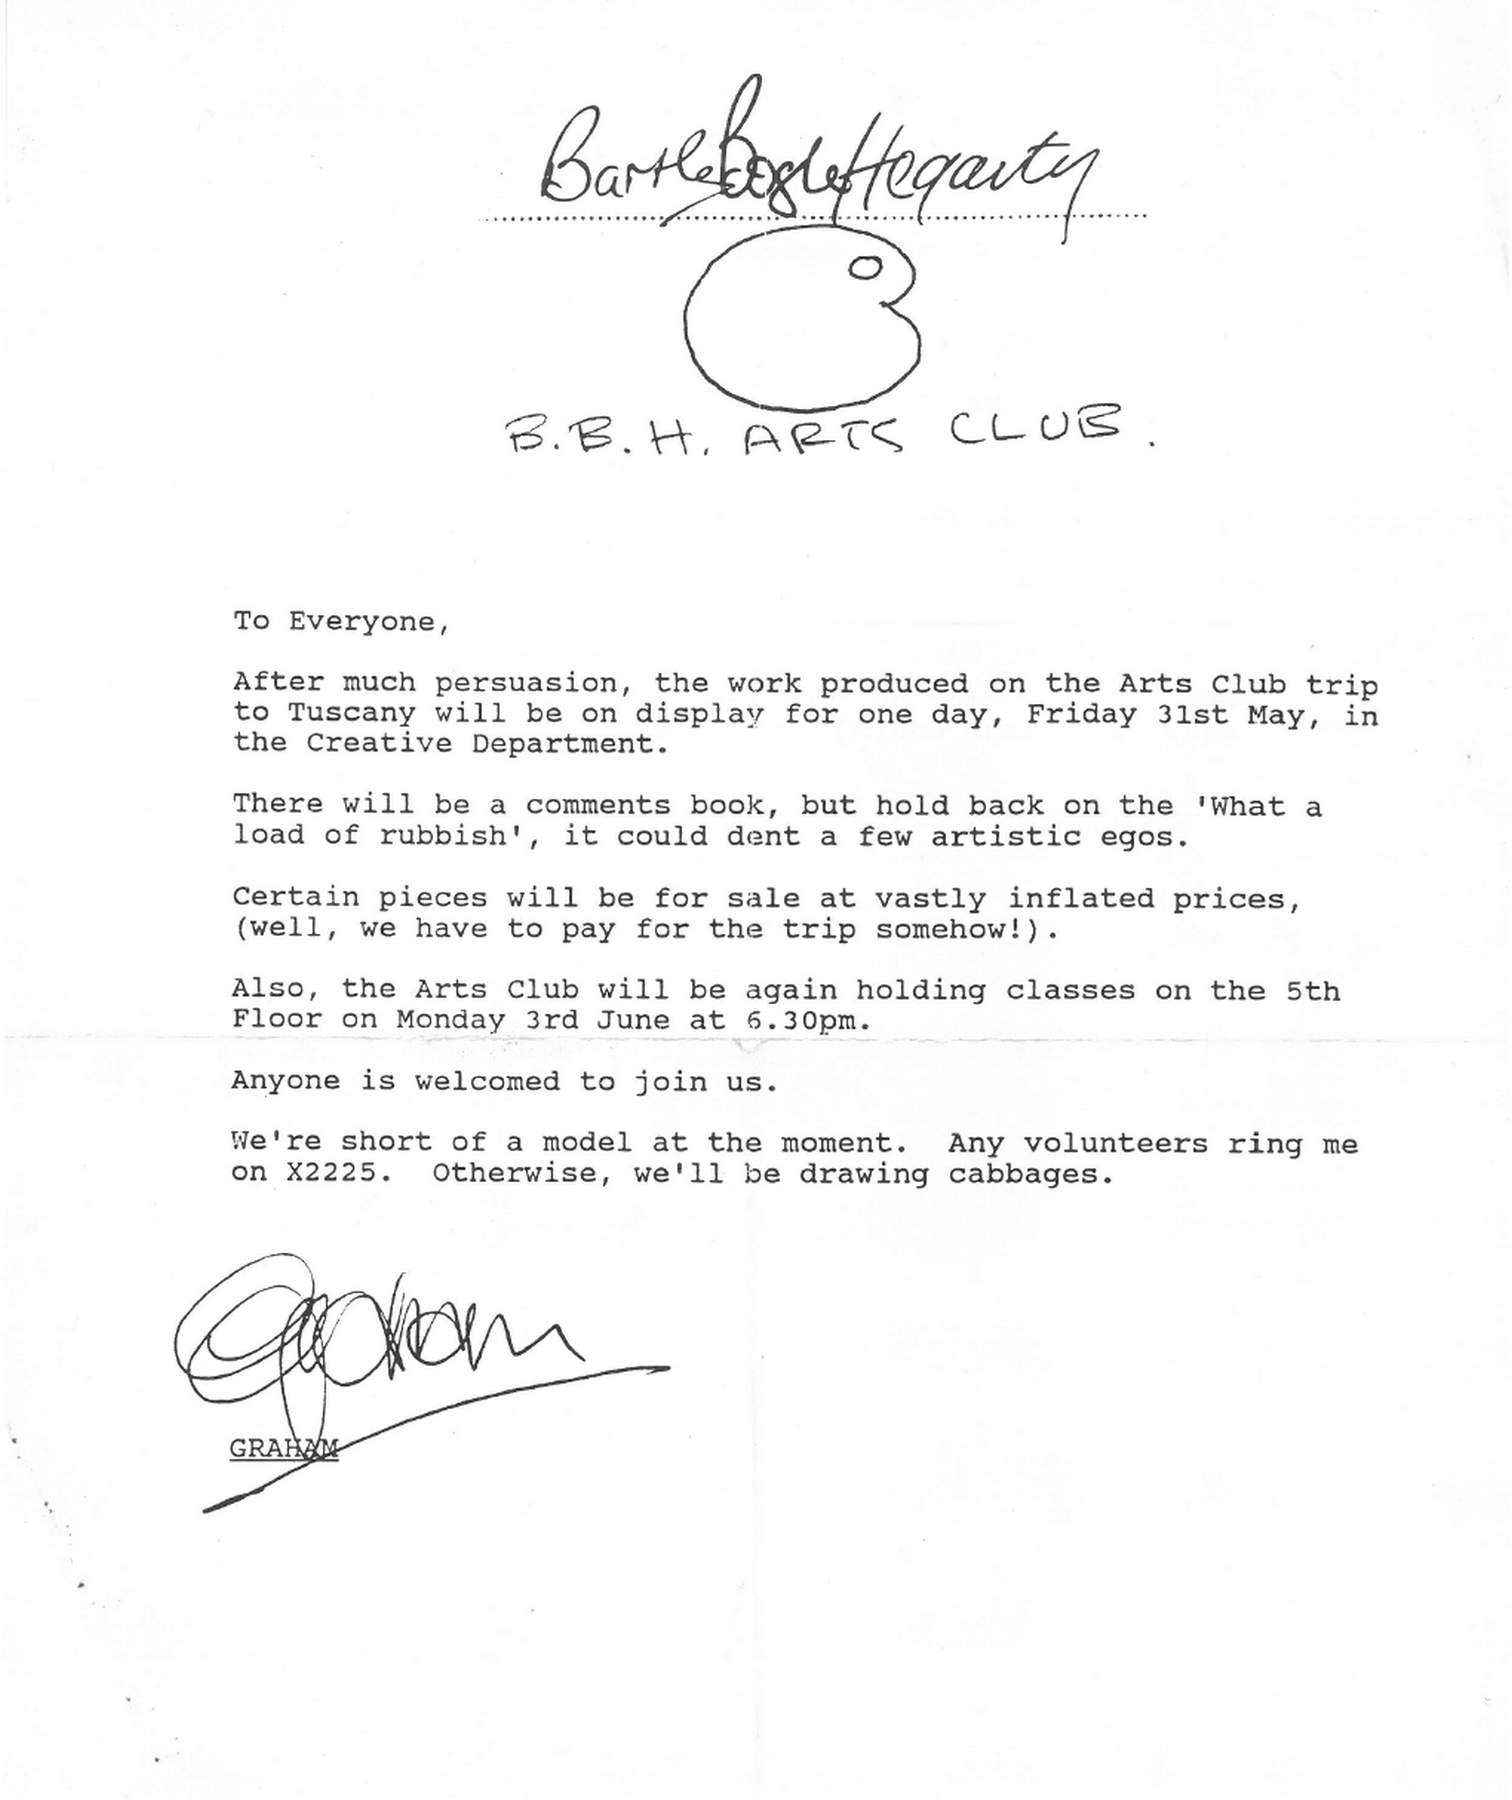 Bartle Bogle Hegarty
B.B.H. ARTS CLUB.
To Everyone,
After much persuasion, the work produced on the Arts Club trip
to Tuscany will be on display for one day, Friday 31st May, in
the Creative Department.
There will be a comments book, but hold back on the 'What a
load of rubbish', it could dent a few artistic egos.
Certain pieces will be for sale at vastly inflated prices,
(well, we have to pay for the trip somehow!).
Also, the Arts Club will be again holding classes on the 5th
Floor on Monday 3rd June at 6.30pm.
Anyone is welcomed to join us.
We're short of a model at the moment.  Any volunteers ring me
on X2225.  Otherwise, we'll be drawing cabbages.
Graham
GRAHAM